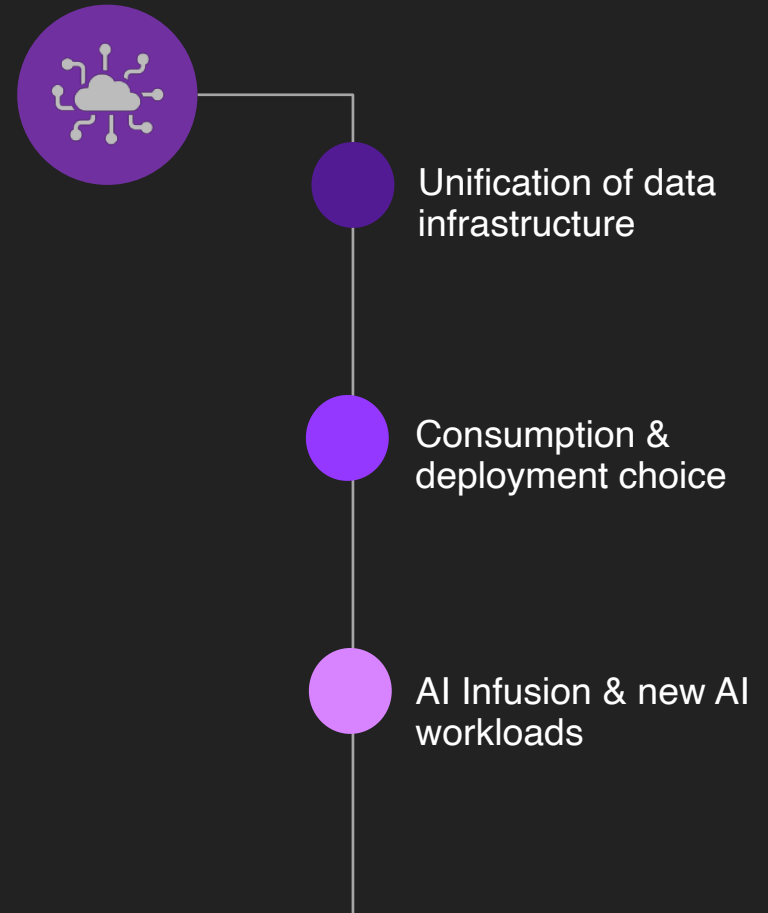 Unification of data
infrastructure
Consumption &
deployment choice
AI Infusion & new AI
workloads